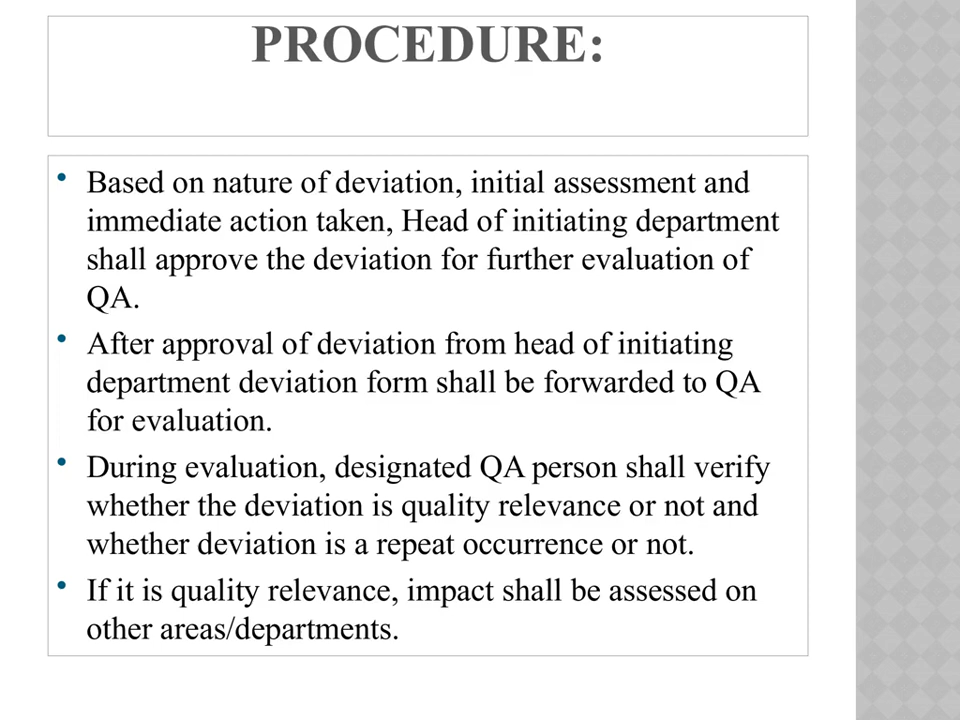 PROCEDURE:
• Based on nature of deviation, initial assessment and
immediate action taken, Head of initiating department
shall approve the deviation for further evaluation of
QA.
• After approval of deviation from head of initiating
department deviation form shall be forwarded to QA
for evaluation.
• During evaluation, designated QA person shall verify
whether the deviation is quality relevance or not and
whether deviation is a repeat occurrence or not.
• If it is quality relevance, impact shall be assessed on
other areas/departments.